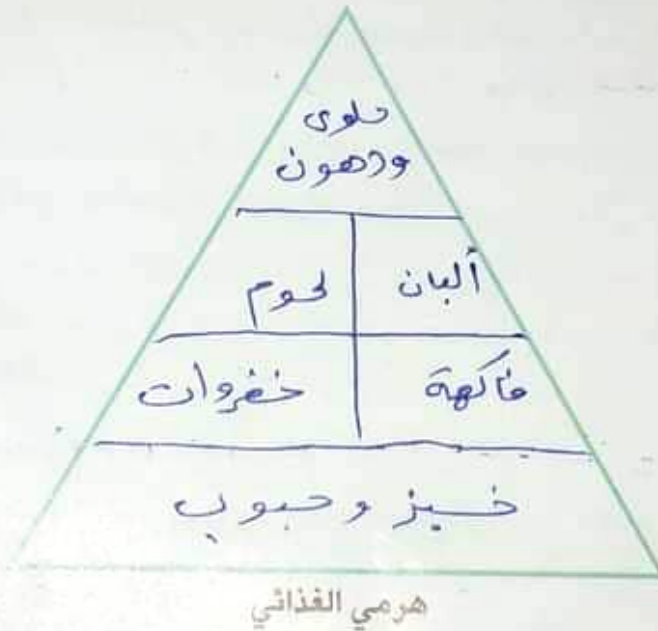 حلوى
ودهون
ألبان
لحوم
فاكهة
خضروات
خبز وحبوب
هرمي الغذائي